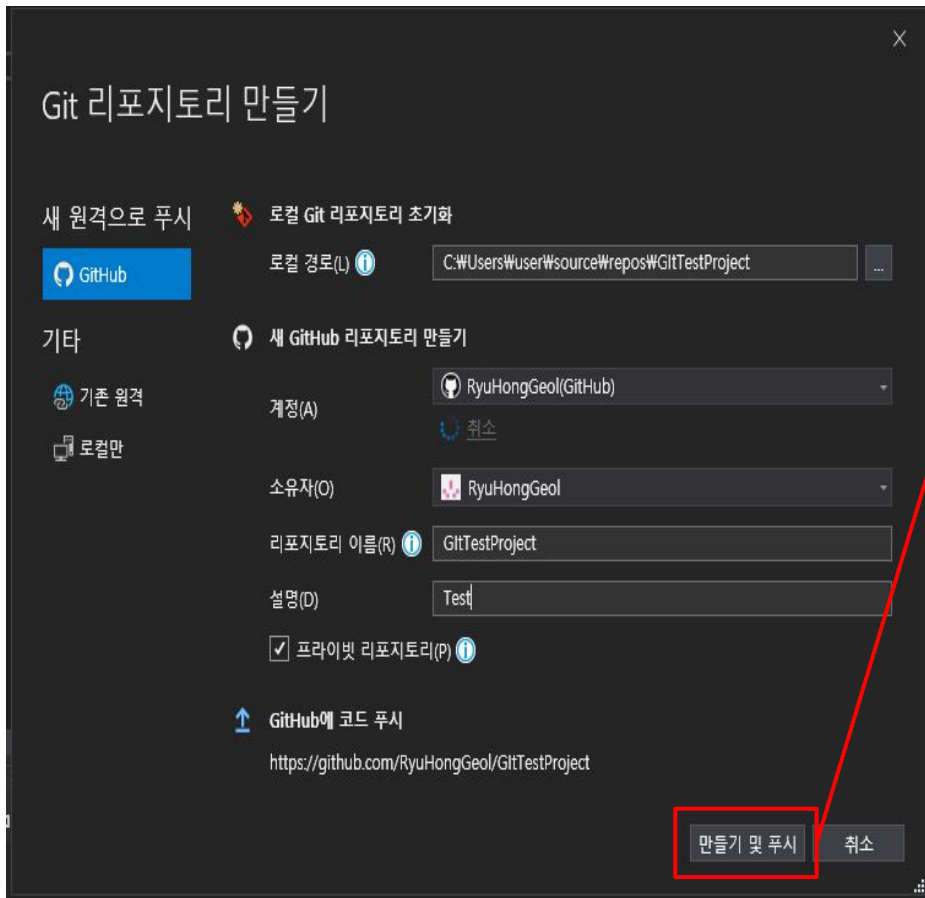 Git 리포지토리 만들기
새 원격으로 푸시
GitHub
기타
기존 원격
로컬만
로컬 Git 리포지토리 초기화
로컬 경로(L)
C:₩Users₩user₩source₩repos₩GItTestProject
...
새 GitHub 리포지토리 만들기
계정(A)
RyuHongGeol(GitHub)
취소
소유자(O)
RyuHongGeol
리포지토리 이름(R)
GItTestProject
설명(D)
Test
프라이빗 리포지토리(P)
GitHub에 코드 푸시
https://github.com/RyuHongGeol/GItTestProject
만들기 및 푸시
취소